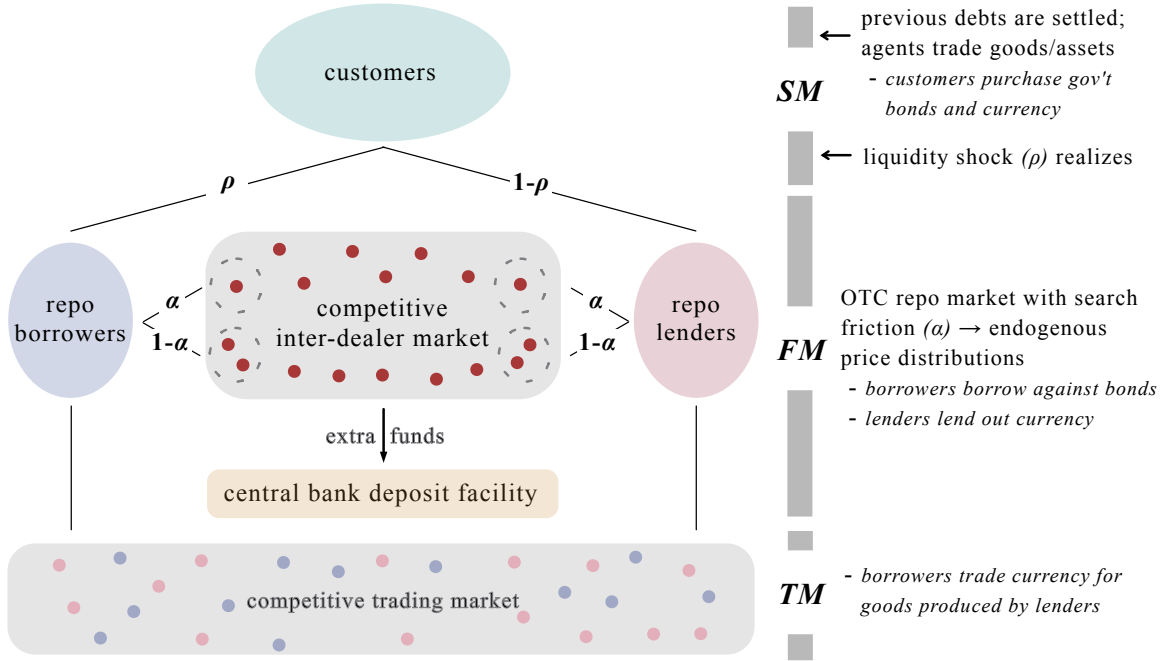 customers
ρ
1-ρ
repo
borrowers
α
1-α
competitive
inter-dealer market
α
1-α
repo
lenders
extra funds
central bank deposit facility
competitive trading market
previous debts are settled;
agents trade goods/assets
- customers purchase gov't
bonds and currency
SM
liquidity shock (ρ) realizes
OTC repo market with search
friction (α) → endogenous
price distributions
- borrowers borrow against bonds
- lenders lend out currency
FM
- borrowers trade currency for
goods produced by lenders
TM